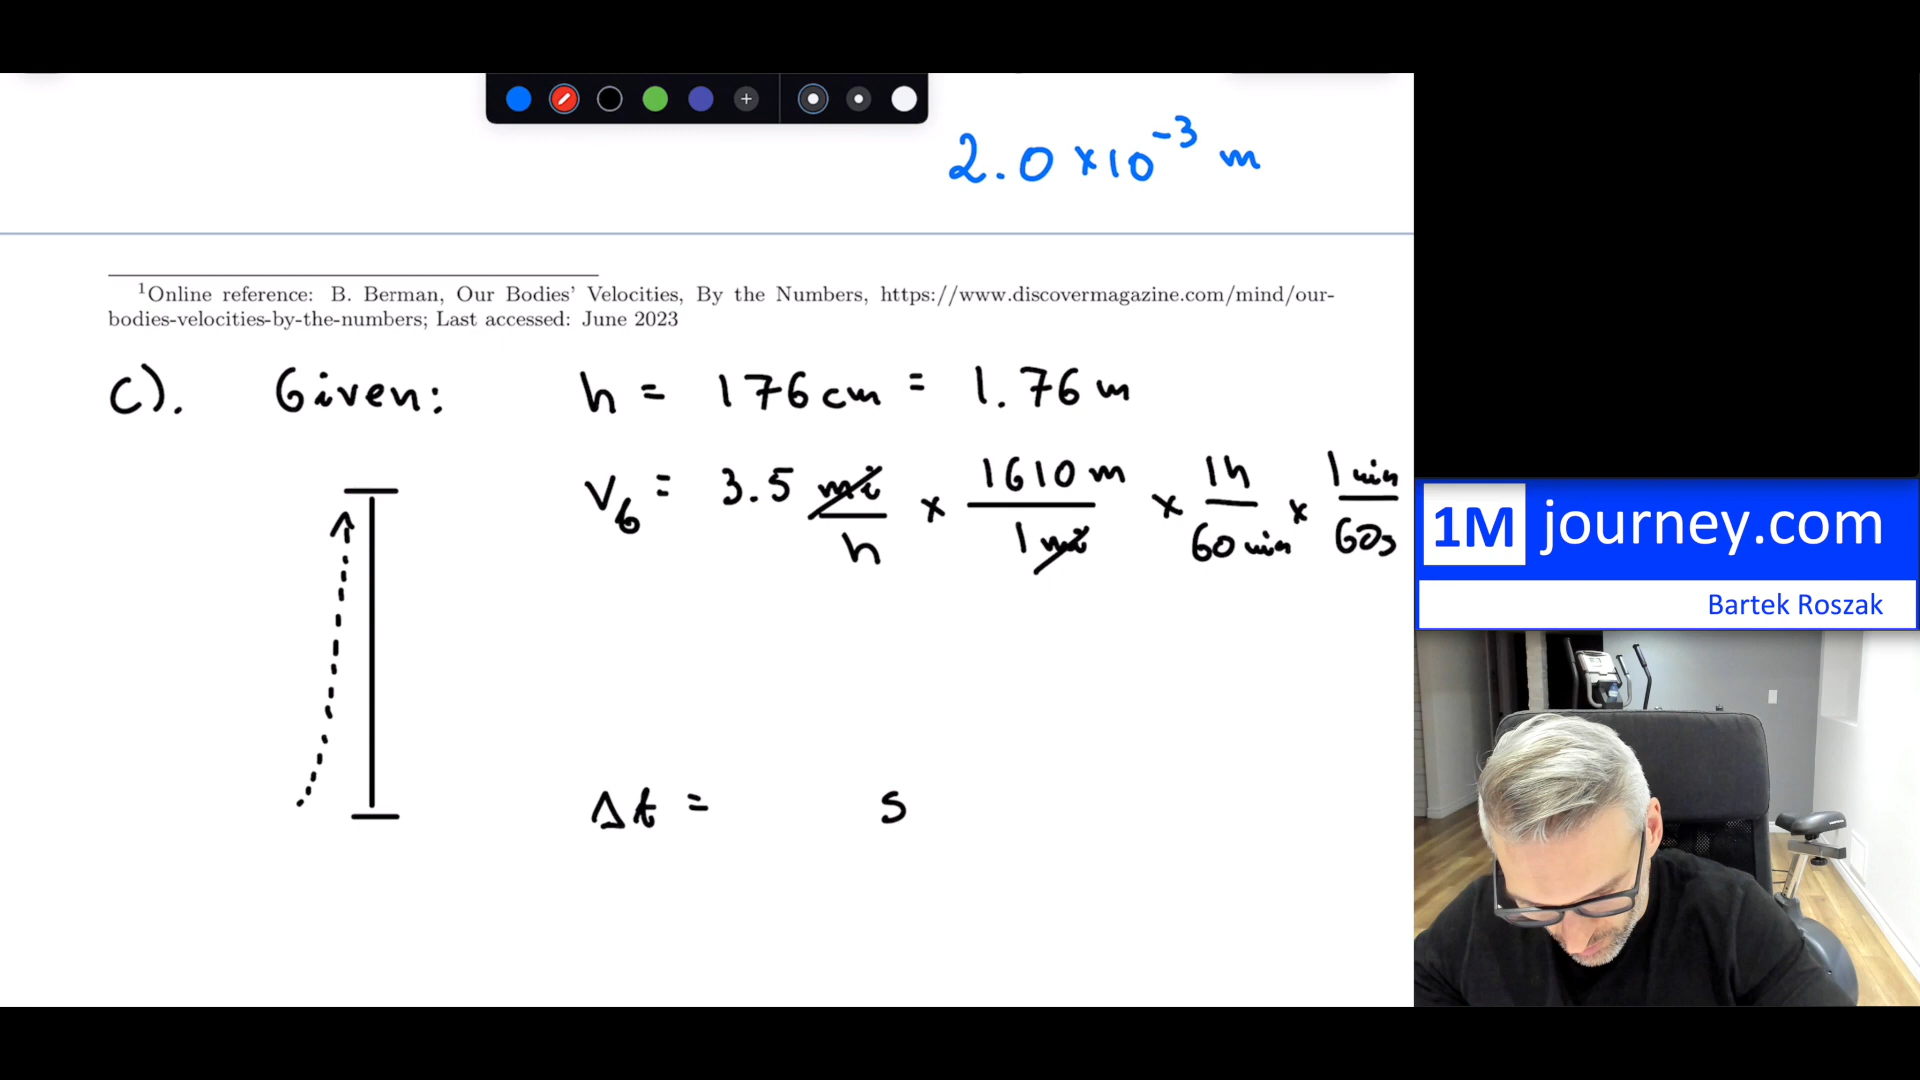 2.0 × 10⁻³ m
¹Online reference: B. Berman, Our Bodies' Velocities, By the Numbers, https://www.discovermagazine.com/mind/our-
bodies-velocities-by-the-numbers; Last accessed: June 2023
C). Given: h = 176 cm = 1.76 m
V₆ = 3.5 mi/h × 1610 m/1 mi × 1h/60 min × 1 min/60s
Δt = s
1M journey.com
Bartek Roszak